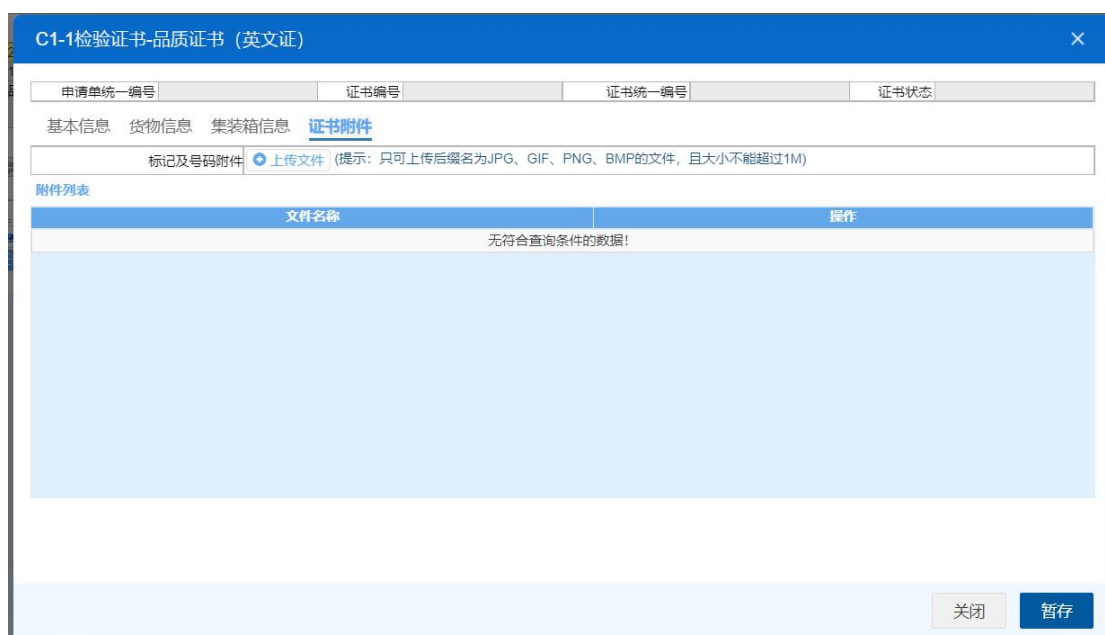 C1-1检验证书-品质证书（英文证）
申请单统一编号 证书编号 证书统一编号 证书状态
基本信息 货物信息 集装箱信息 证书附件
标记及号码附件 上传文件 (提示：只可上传后缀名为JPG、GIF、PNG、BMP的文件，且大小不能超过1M)
附件列表
文件名称 操作
无符合查询条件的数据!
关闭 暂存